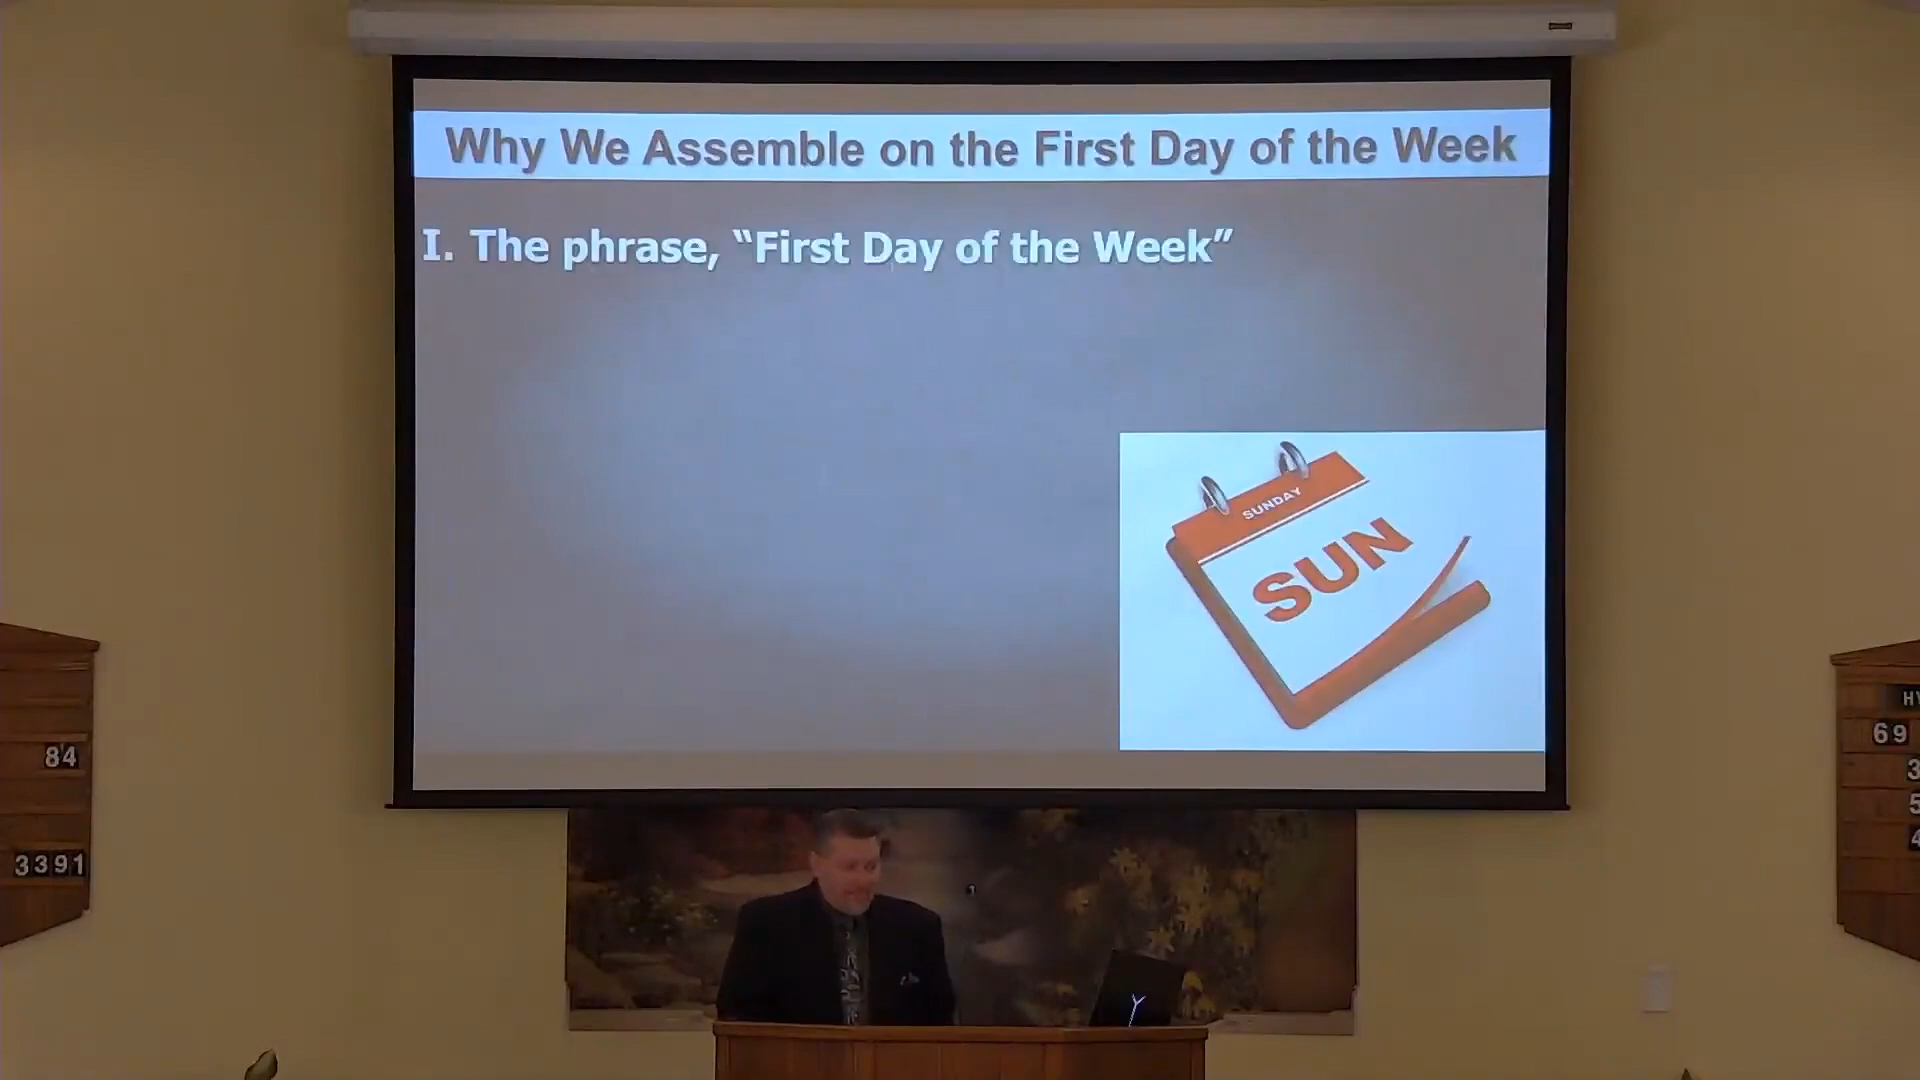 Why We Assemble on the First Day of the Week
I. The phrase, “First Day of the Week”
SUNDAY
SUN
84
3391
69